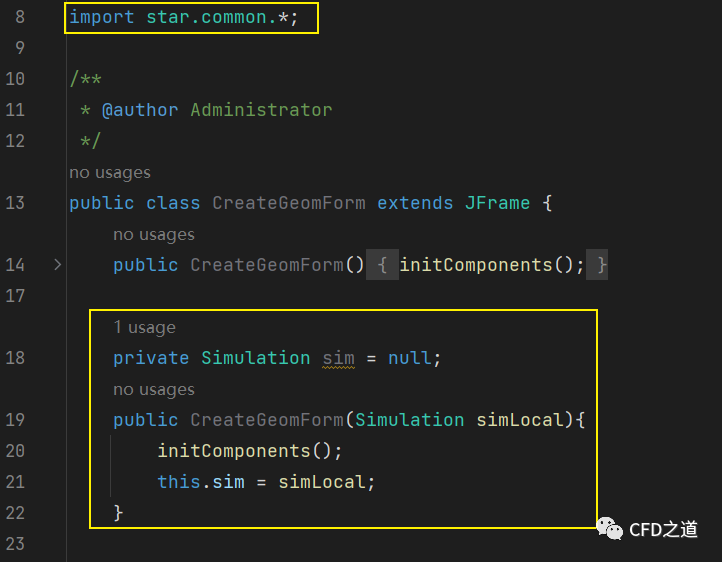 8 import star.common.*;
9
10 /**
11 * @author Administrator
12 */
no usages
13 public class CreateGeomForm extends JFrame {
no usages
14 public CreateGeomForm() { initComponents(); }
17
1 usage
18 private Simulation sim = null;
no usages
19 public CreateGeomForm(Simulation simLocal){
20 initComponents();
21 this.sim = simLocal;
22 }
23
CFD之道